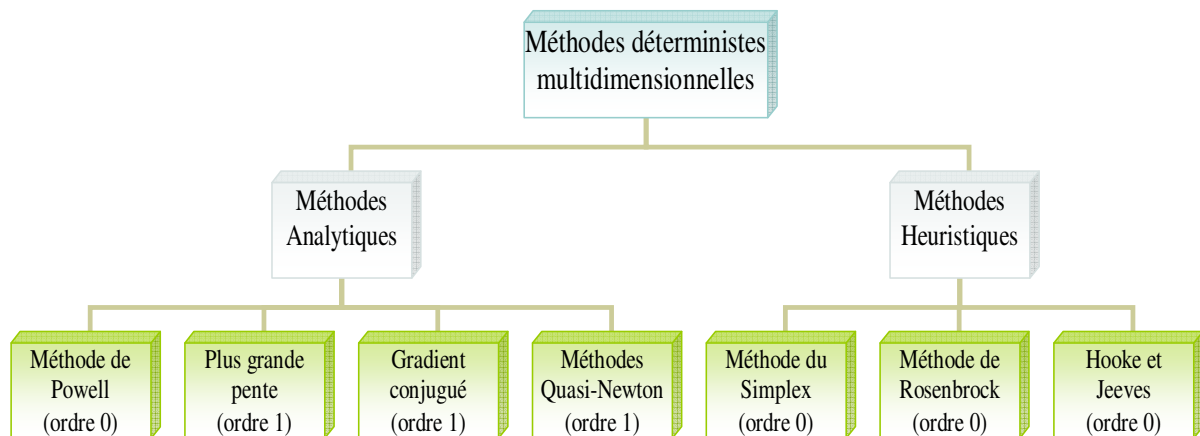 Méthodes déterministes
multidimensionnelles
Méthodes
Analytiques
Méthodes
Heuristiques
Méthode de
Powell
(ordre 0)
Plus grande
pente
(ordre 1)
Gradient
conjugué
(ordre 1)
Méthodes
Quasi-Newton
(ordre 1)
Méthode du
Simplex
(ordre 0)
Méthode de
Rosenbrock
(ordre 0)
Hooke et
Jeeves
(ordre 0)